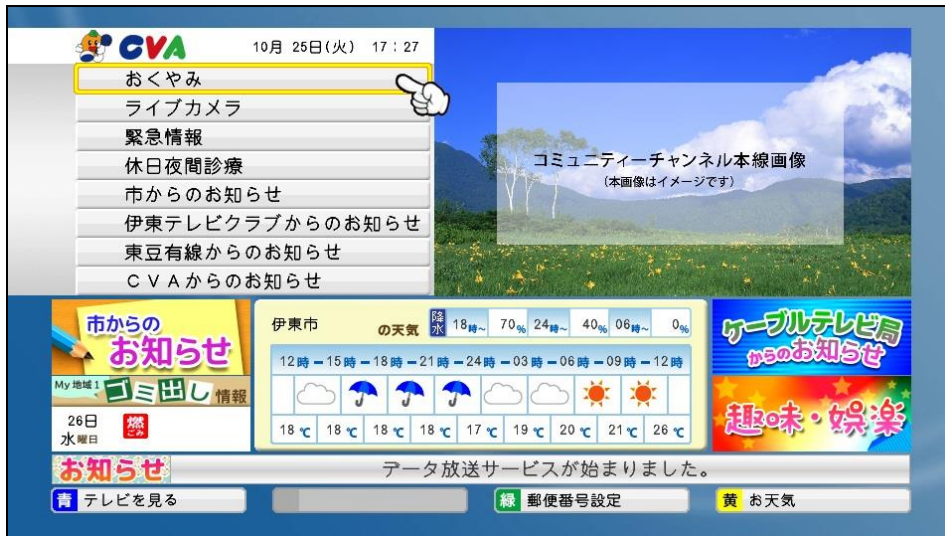 CVA
10月 25日(火) 17:27
おくやみ
ライブカメラ
緊急情報
休日夜間診療
市からのお知らせ
伊東テレビクラブからのお知らせ
東豆有線からのお知らせ
CVAからのお知らせ
コミュニティーチャンネル本線画像
(本画像はイメージです)
市からの
お知らせ
My地域1 ゴミ出し 情報
26日
水曜日
燃
ごみ
伊東市 の天気 降水 18時~ 70% 24時~ 40% 06時~ 0%
12時-15時-18時-21時-24時-03時-06時-09時-12時
18℃ 18℃ 18℃ 18℃ 17℃ 19℃ 20℃ 21℃ 26℃
ケーブルテレビ局
からのお知らせ
趣味・娯楽
お知らせ データ放送サービスが始まりました。
青 テレビを見る 緑 郵便番号設定 黄 お天気